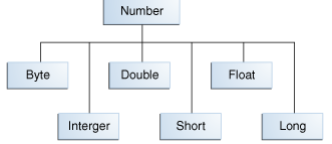 Number
Byte Double Float
Interger Short Long